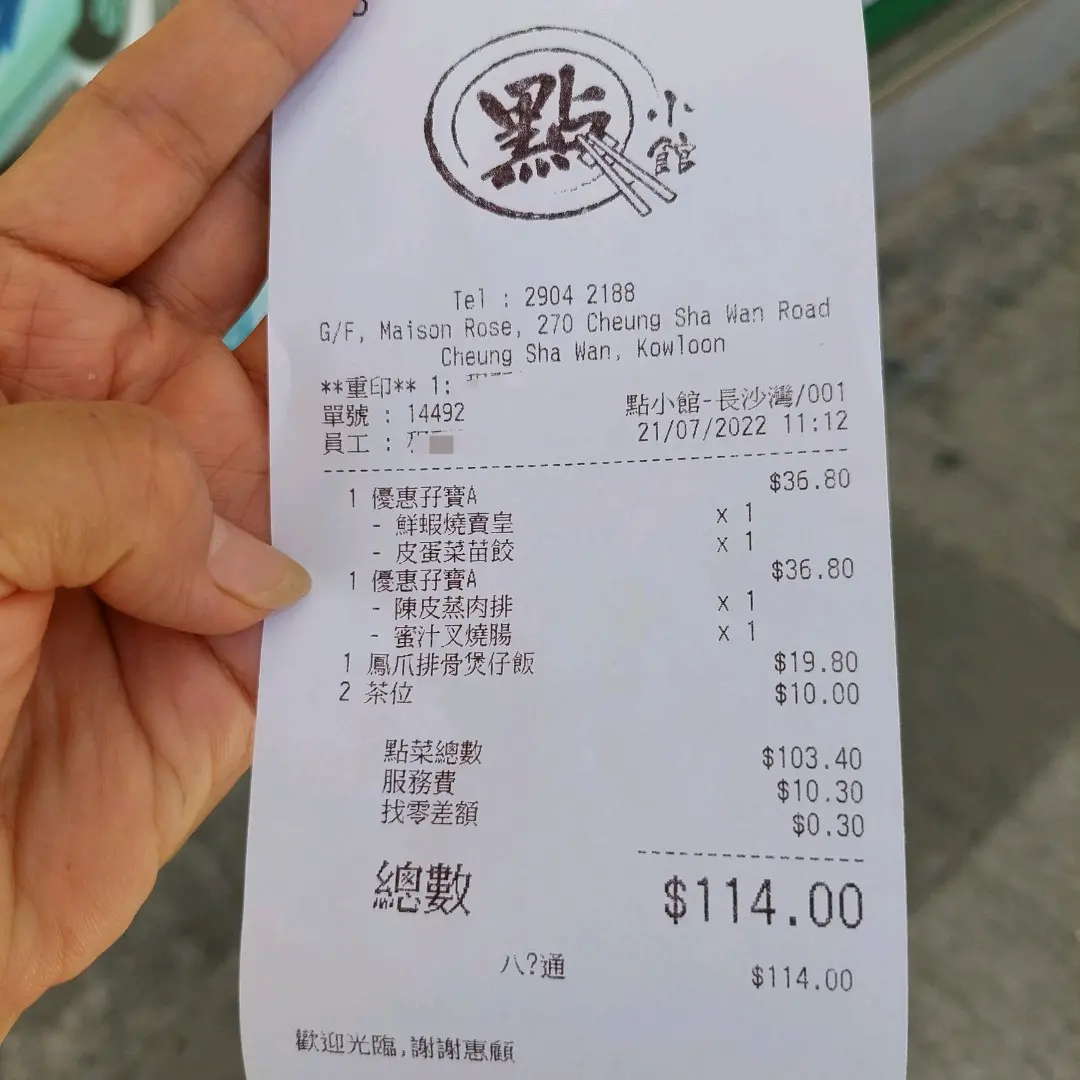 點
小館
Tel : 2904 2188
G/F, Maison Rose, 270 Cheung Sha Wan Road
Cheung Sha Wan, Kowloon
**重印** 1:
單號 : 14492 點小館-長沙灣/001
員工 : 21/07/2022 11:12
1 優惠孖寶A $36.80
- 鮮蝦燒賣皇 x 1
- 皮蛋菜苗餃 x 1
1 優惠孖寶A $36.80
- 陳皮蒸肉排 x 1
- 蜜汁叉燒腸 x 1
1 鳳爪排骨煲仔飯 $19.80
2 茶位 $10.00
點菜總數 $103.40
服務費 $10.30
找零差額 $0.30
總數 $114.00
八?通 $114.00
歡迎光臨,謝謝惠顧